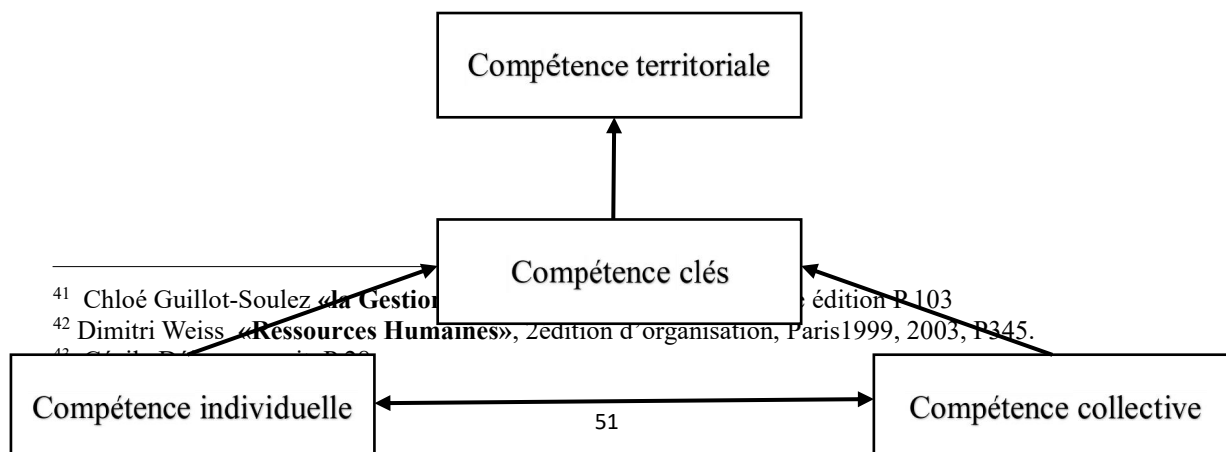 Compétence territoriale
Compétence clés
41 Chloé Guillot-Soulez «la Gestion e édition P 103
42 Dimitri Weiss «Ressources Humaines», 2edition d'organisation, Paris1999, 2003, P345.
Compétence individuelle
Compétence collective
51